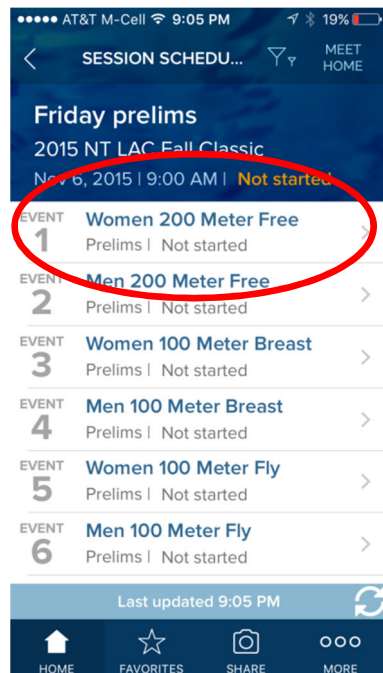 AT&T M-Cell 9:05 PM 19%
SESSION SCHEDU... MEET HOME
Friday prelims
2015 NT LAC Fall Classic
Nov 6, 2015 | 9:00 AM | Not started
EVENT 1 Women 200 Meter Free
Prelims | Not started
EVENT 2 Men 200 Meter Free
Prelims | Not started
EVENT 3 Women 100 Meter Breast
Prelims | Not started
EVENT 4 Men 100 Meter Breast
Prelims | Not started
EVENT 5 Women 100 Meter Fly
Prelims | Not started
EVENT 6 Men 100 Meter Fly
Prelims | Not started
Last updated 9:05 PM
HOME FAVORITES SHARE MORE